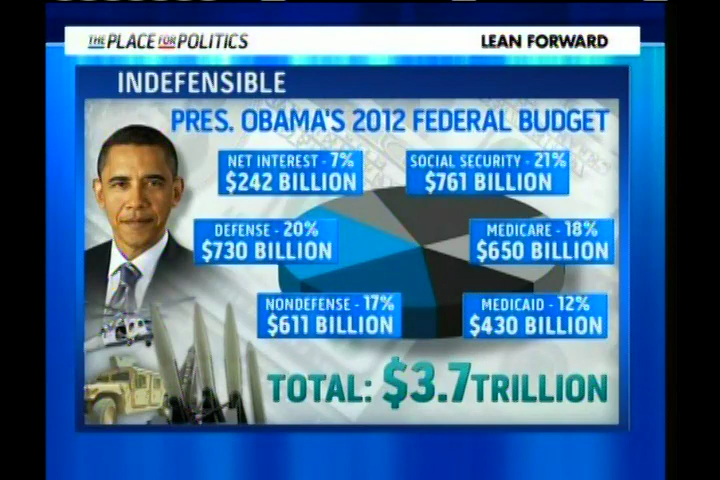 THE PLACE FOR POLITICS
LEAN FORWARD
INDEFENSIBLE
PRES. OBAMA'S 2012 FEDERAL BUDGET
NET INTEREST - 7%
$242 BILLION
SOCIAL SECURITY - 21%
$761 BILLION
DEFENSE - 20%
$730 BILLION
MEDICARE - 18%
$650 BILLION
NONDEFENSE - 17%
$611 BILLION
MEDICAID - 12%
$430 BILLION
TOTAL: $3.7 TRILLION